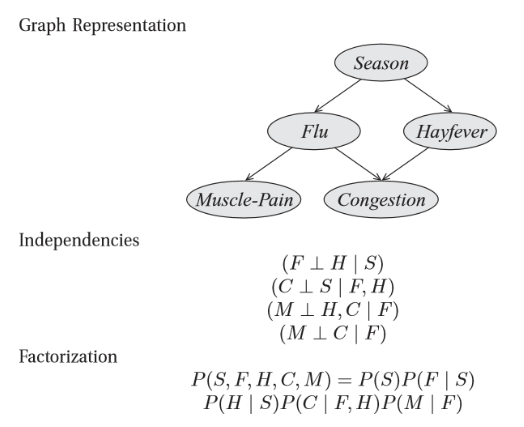 Graph Representation
Season
Flu Hayfever
Muscle-Pain Congestion
Independencies
(F ⊥ H | S)
(C ⊥ S | F, H)
(M ⊥ H, C | F)
(M ⊥ C | F)
Factorization
P(S, F, H, C, M) = P(S)P(F | S)
P(H | S)P(C | F, H)P(M | F)